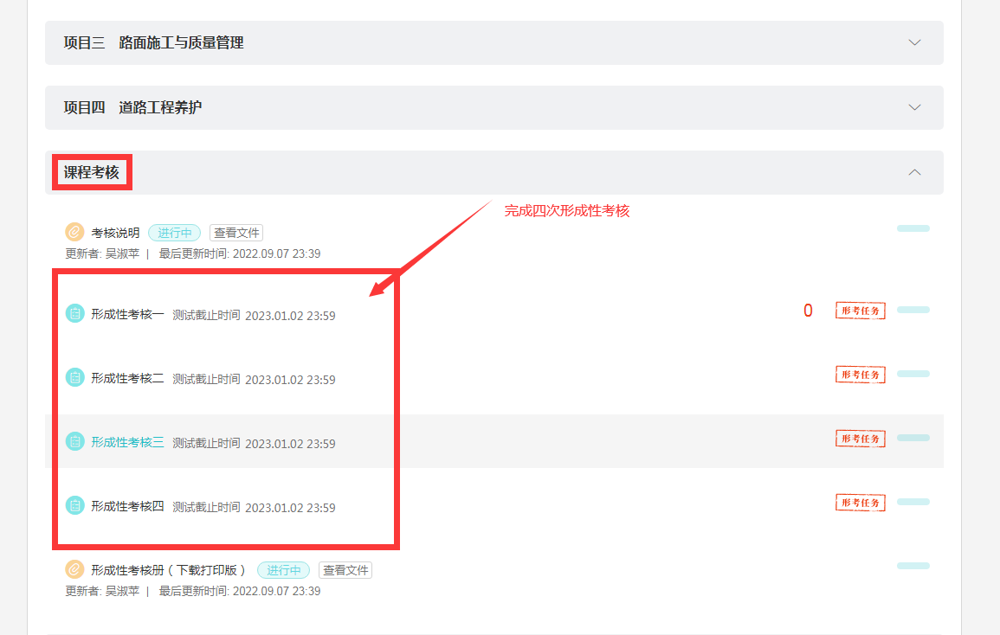 项目三 路面施工与质量管理
项目四 道路工程养护
课程考核
完成四次形成性考核
考核说明 进行中 查看文件
更新者: 吴淑苹 | 最后更新时间: 2022.09.07 23:39
形成性考核一 测试截止时间 2023.01.02 23:59 0 形考任务
形成性考核二 测试截止时间 2023.01.02 23:59 形考任务
形成性考核三 测试截止时间 2023.01.02 23:59 形考任务
形成性考核四 测试截止时间 2023.01.02 23:59 形考任务
形成性考核册（下载打印版） 进行中 查看文件
更新者: 吴淑苹 | 最后更新时间: 2022.09.07 23:39